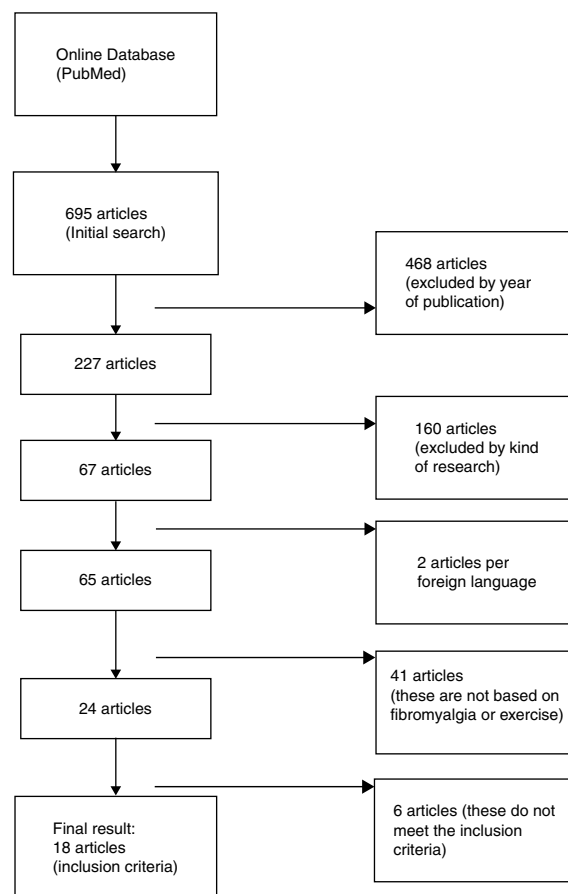 Online Database
(PubMed)
695 articles
(Initial search)
468 articles
(excluded by year
of publication)
227 articles
160 articles
(excluded by kind
of research)
67 articles
2 articles per
foreign language
65 articles
41 articles
(these are not based on
fibromyalgia or exercise)
24 articles
6 articles (these do not
meet the inclusion
criteria)
Final result:
18 articles
(inclusion criteria)